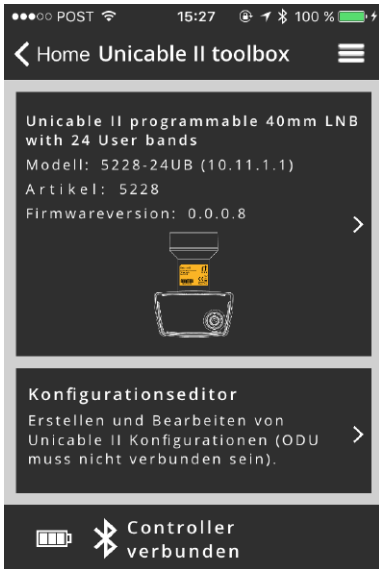 POST 15:27 100 %
Home Unicable II toolbox
Unicable II programmable 40mm LNB
with 24 User bands
Modell: 5228-24UB (10.11.1.1)
Artikel: 5228
Firmwareversion: 0.0.0.8
Konfigurationseditor
Erstellen und Bearbeiten von
Unicable II Konfigurationen (ODU
muss nicht verbunden sein).
Controller
verbunden